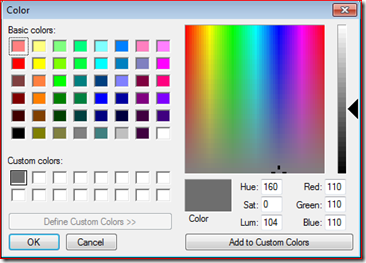 Color
Basic colors:
Custom colors:
Define Custom Colors >>
OK Cancel
Color
Hue: 160 Red: 110
Sat: 0 Green: 110
Lum: 104 Blue: 110
Add to Custom Colors